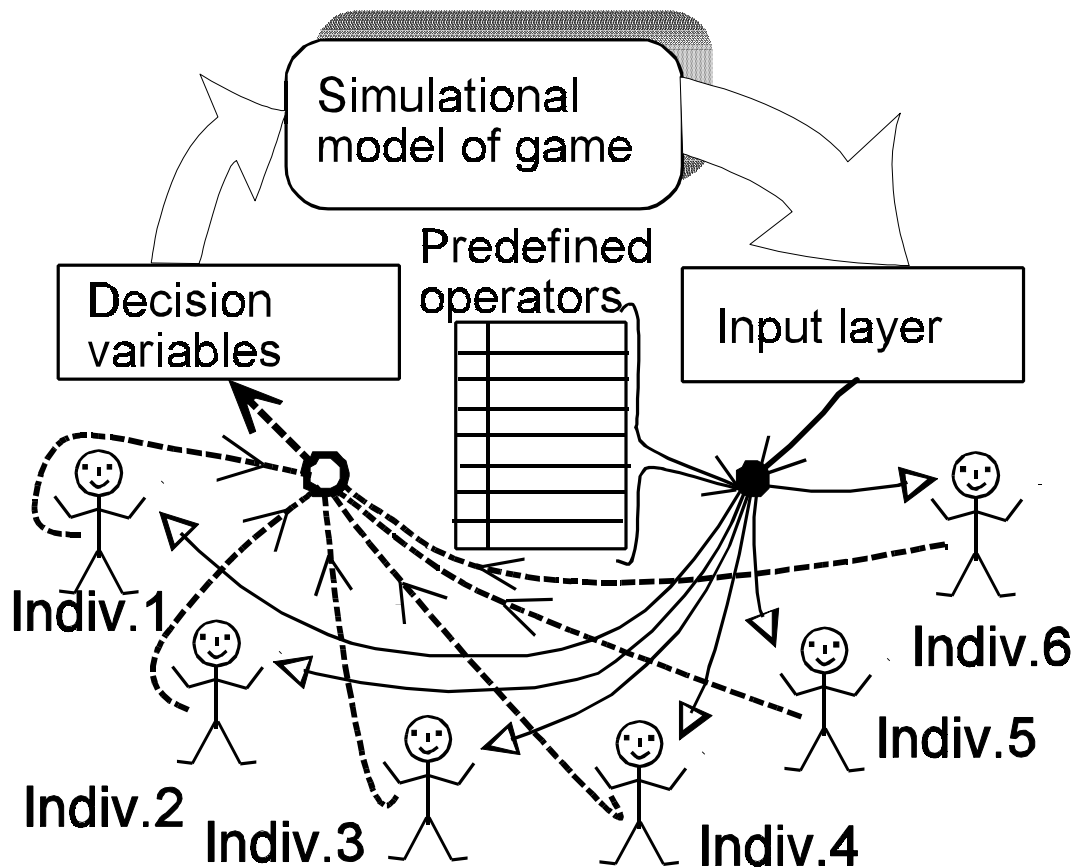 Simulational
model of game
Predefined
operators
Decision
variables
Input layer
Indiv.1
Indiv.6
Indiv.5
Indiv.2
Indiv.3
Indiv.4